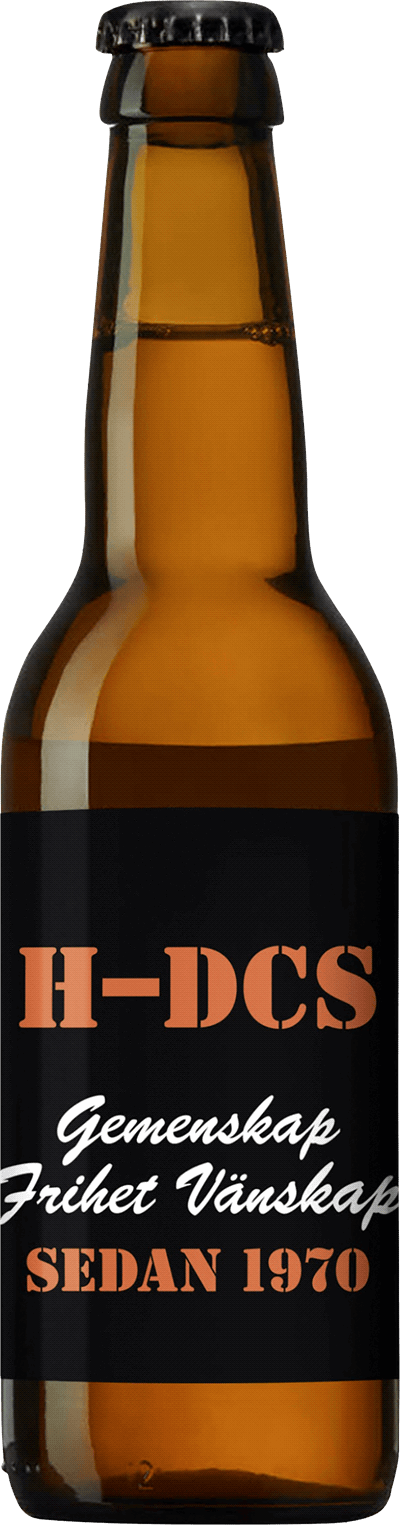 H-DCS
Gemenskap
Frihet Vänskap
SEDAN 1970